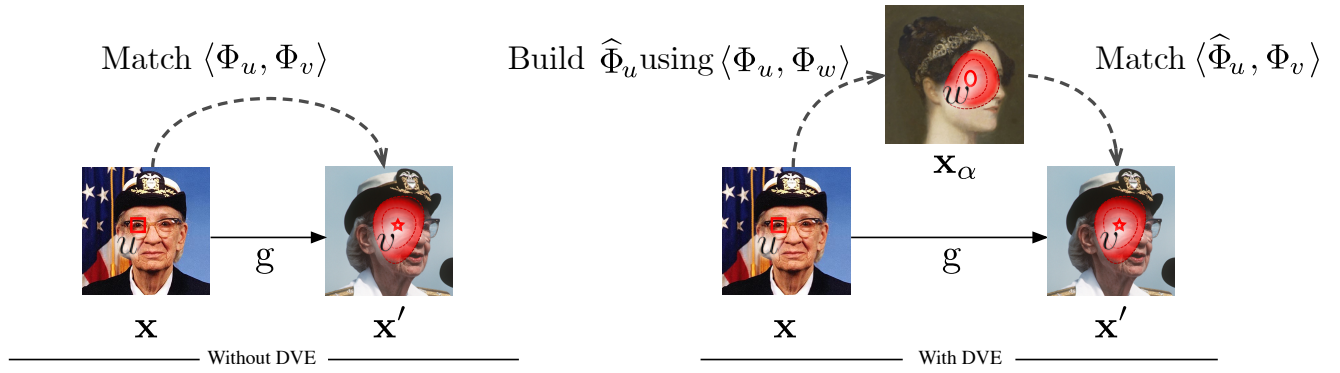 Match ⟨Φ_u, Φ_v⟩
u
v
g
x
x′
Without DVE
Build Φ̂_u using ⟨Φ_u, Φ_w⟩
w
x_α
Match ⟨Φ̂_u, Φ_v⟩
u
v
g
x
x′
With DVE